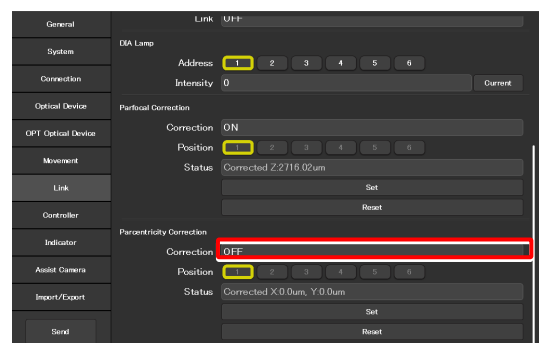 General
System
Connection
Optical Device
OPT Optical Device
Movement
Link
Controller
Indicator
Assist Camera
Import/Export
Send
Link OFF
DIA Lamp
Address 1 2 3 4 5 6
Intensity 0 Current
Parfocal Correction
Correction ON
Position 1 2 3 4 5 6
Status Corrected Z:2716.02um
Set
Reset
Parcentricity Correction
Correction OFF
Position 1 2 3 4 5 6
Status Corrected X:0.0um, Y:0.0um
Set
Reset